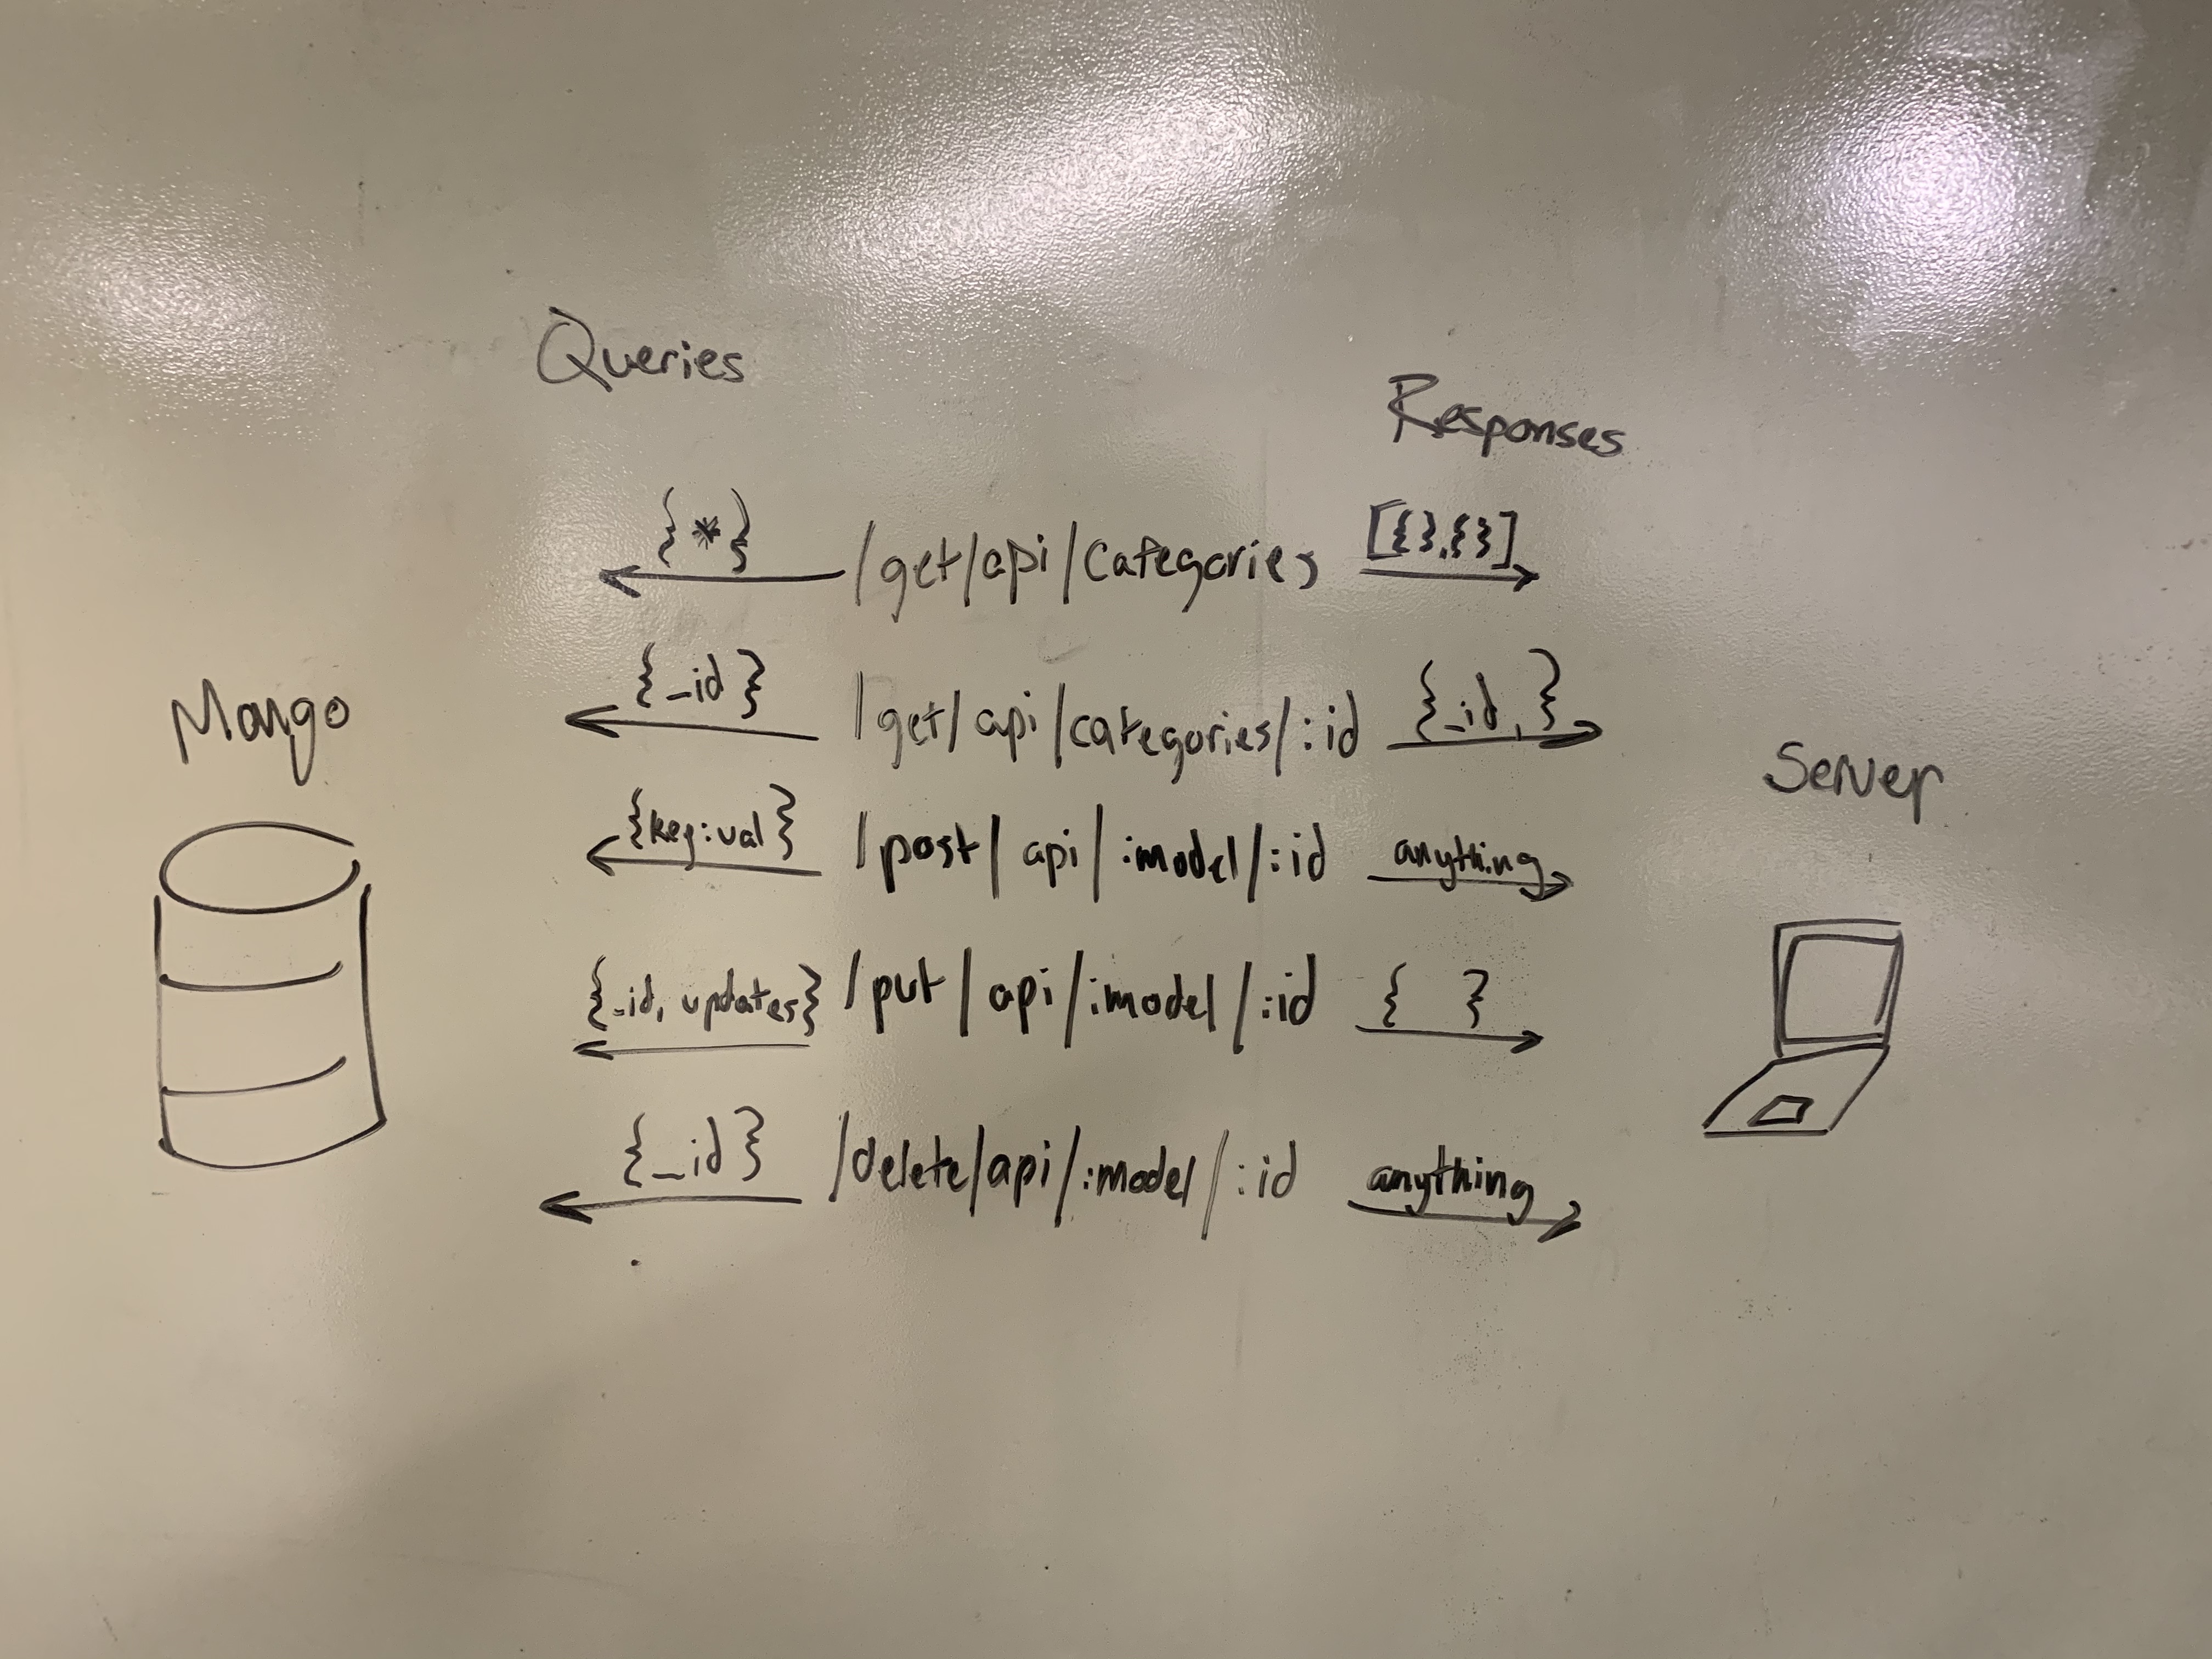 Queries
Responses
{*} /get/api/categories [{},{}]
{_id} /get/api/categories/:id {_id, }
Mongo
Server
{key:val} /post/api/:model/:id anything
{_id, updates} /put/api/:model/:id { }
{_id} /delete/api/:model/:id anything